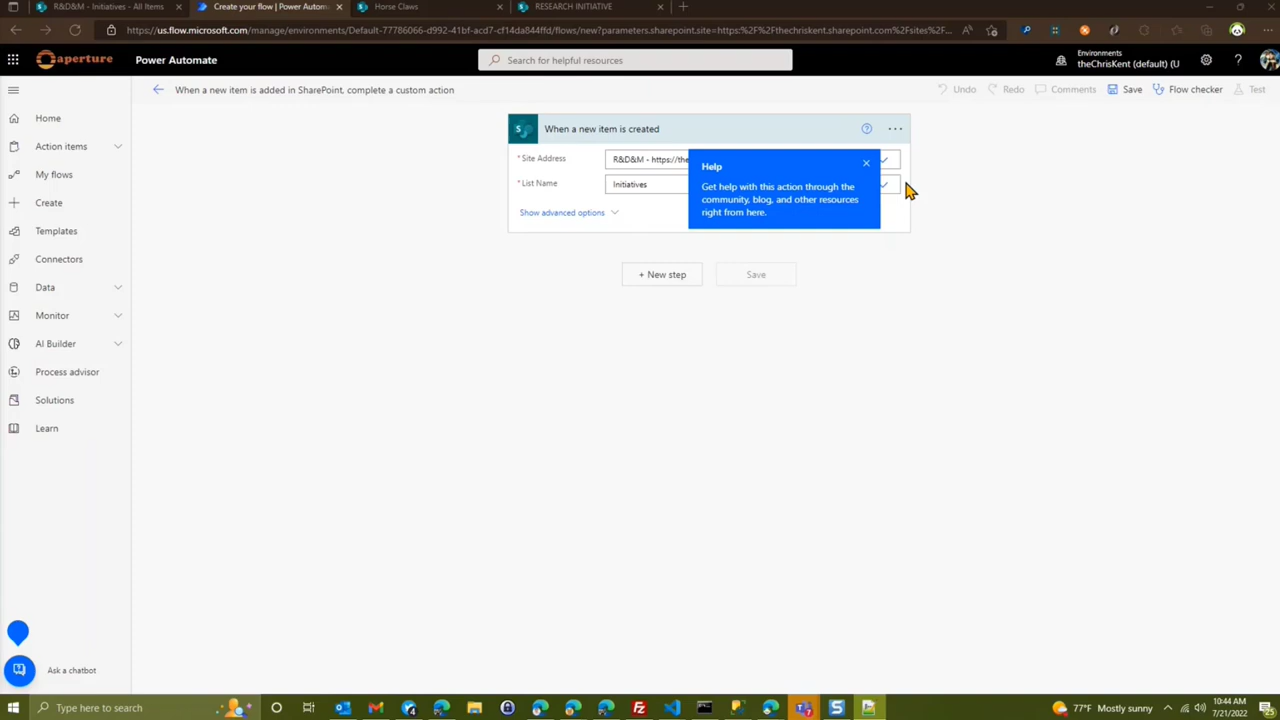 R&D&M - Initiatives - All Items
Create your flow | Power Automa
Horse Claws
RESEARCH INITIATIVE
https://us.flow.microsoft.com/manage/environments/Default-77786066-d992-41bf-acd7-cf14da844ffd/flows/new?parameters.sharepoint.site=https:%2F%2Fthechriskent.sharepoint.com%2Fsites%2F...
aperture
Power Automate
Search for helpful resources
Environments
theChrisKent (default) (U
When a new item is added in SharePoint, complete a custom action
Undo
Redo
Comments
Save
Flow checker
Test
Home
Action items
My flows
Create
Templates
Connectors
Data
Monitor
AI Builder
Process advisor
Solutions
Learn
Ask a chatbot
When a new item is created
* Site Address
R&D&M - https://the
* List Name
Initiatives
Show advanced options
Help
Get help with this action through the
community, blog, and other resources
right from here.
+ New step
Save
Type here to search
77°F Mostly sunny
10:44 AM
7/21/2022